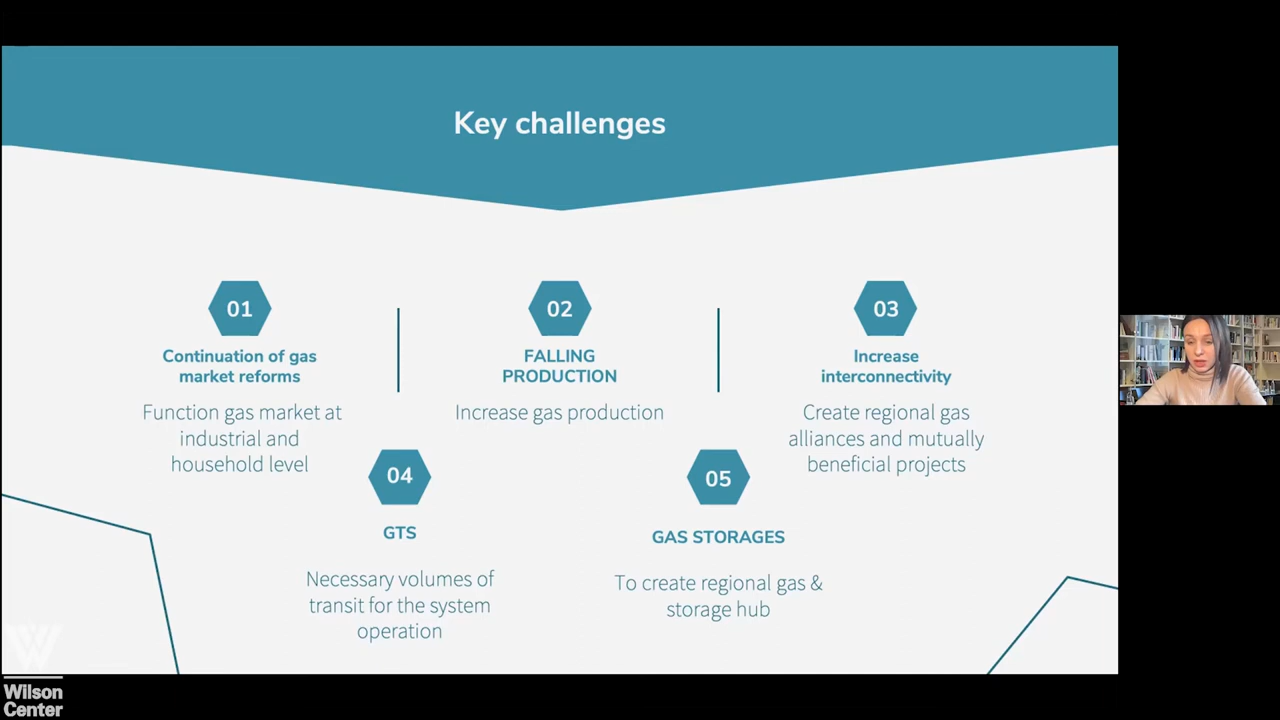 Key challenges
01
Continuation of gas
market reforms
Function gas market at
industrial and
household level
02
FALLING
PRODUCTION
Increase gas production
03
Increase
interconnectivity
Create regional gas
alliances and mutually
beneficial projects
04
GTS
Necessary volumes of
transit for the system
operation
05
GAS STORAGES
To create regional gas &
storage hub
Wilson
Center